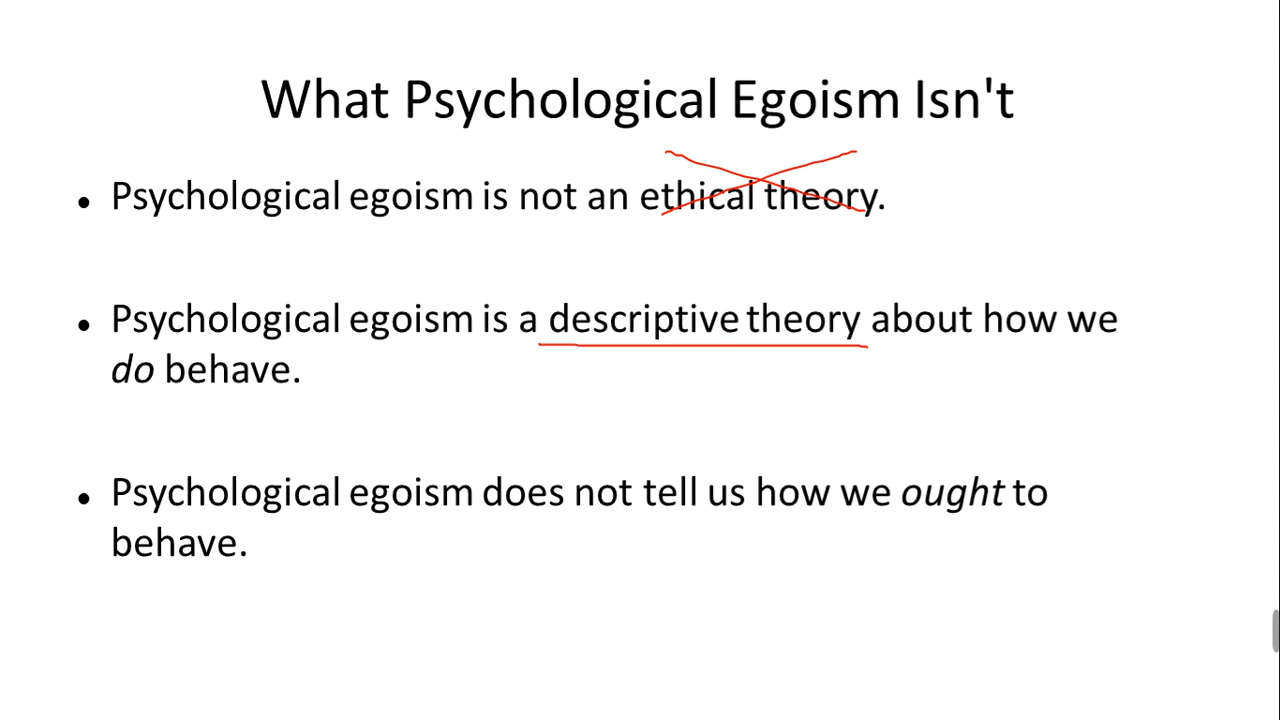 What Psychological Egoism Isn't
• Psychological egoism is not an ethical theory.
• Psychological egoism is a descriptive theory about how we
do behave.
• Psychological egoism does not tell us how we ought to
behave.